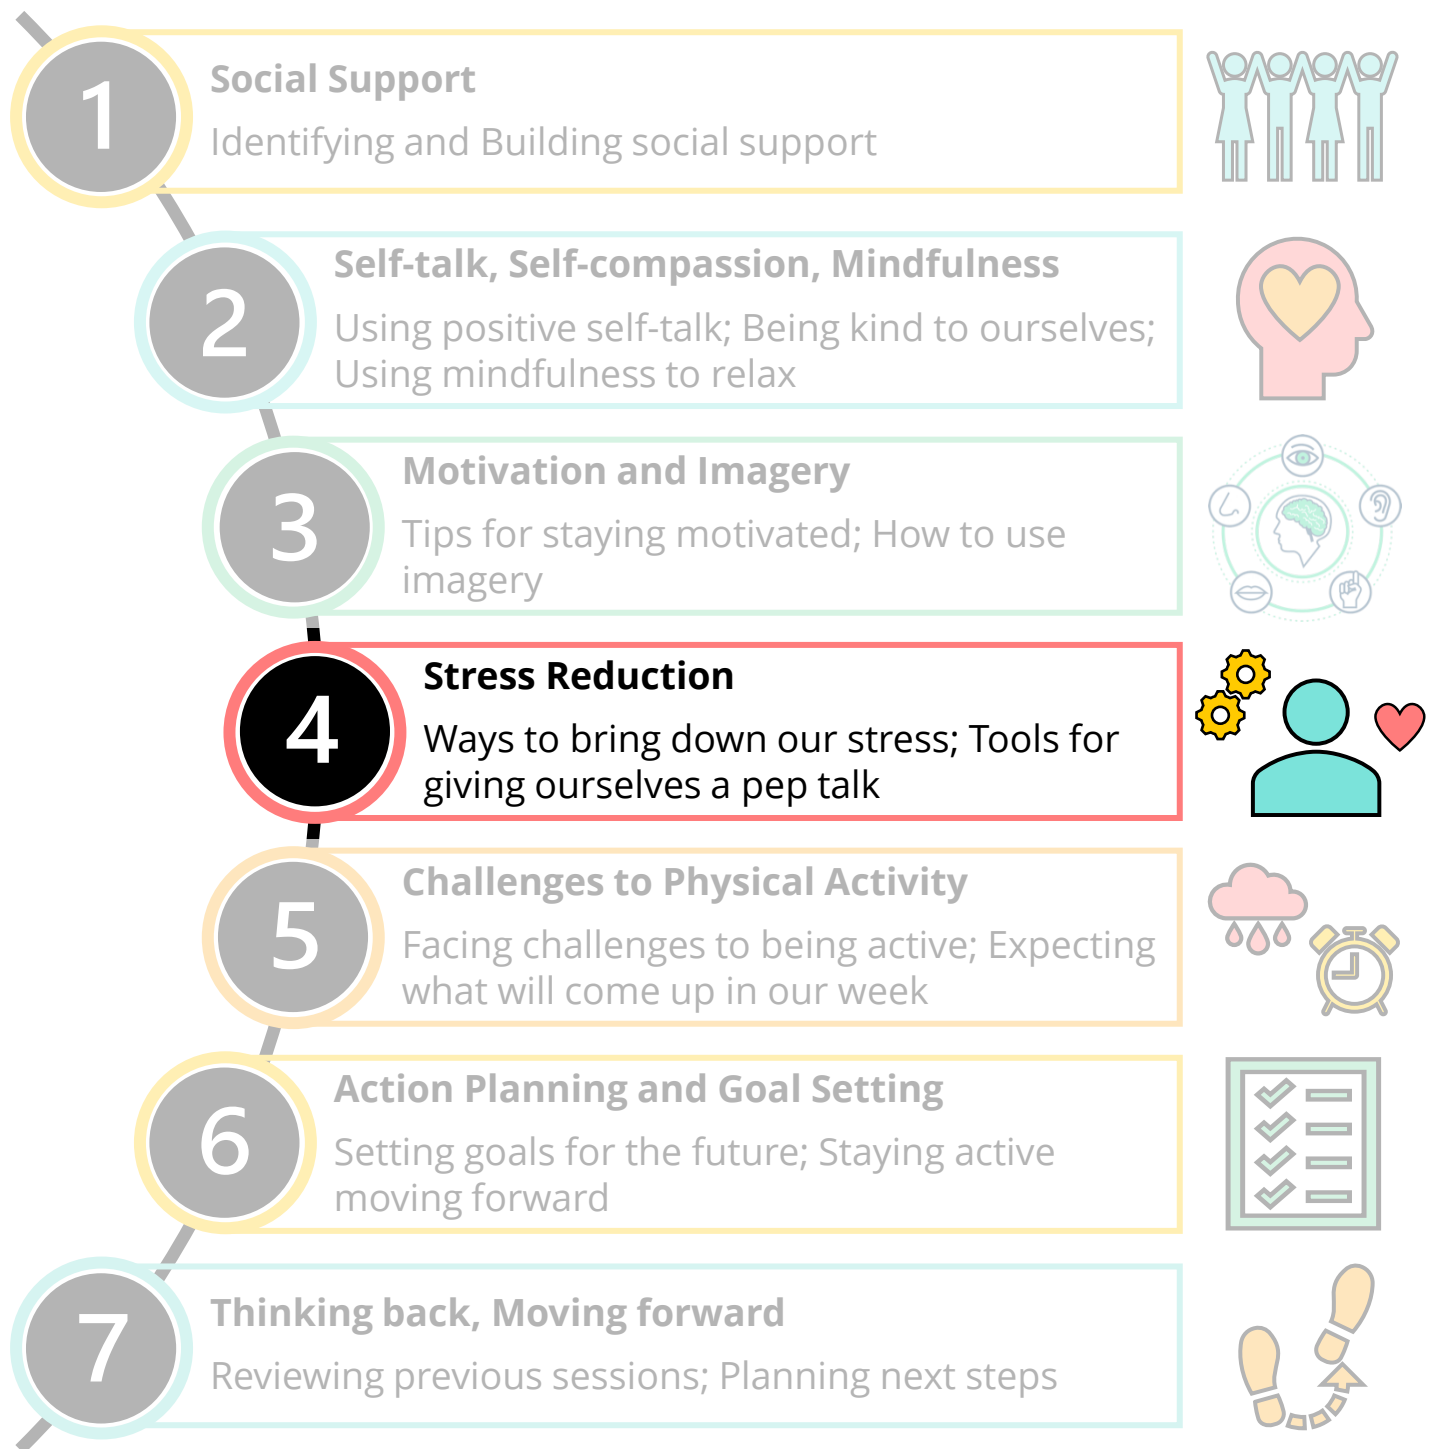 1
Social Support
Identifying and Building social support
2
Self-talk, Self-compassion, Mindfulness
Using positive self-talk; Being kind to ourselves;
Using mindfulness to relax
3
Motivation and Imagery
Tips for staying motivated; How to use
imagery
4
Stress Reduction
Ways to bring down our stress; Tools for
giving ourselves a pep talk
5
Challenges to Physical Activity
Facing challenges to being active; Expecting
what will come up in our week
6
Action Planning and Goal Setting
Setting goals for the future; Staying active
moving forward
7
Thinking back, Moving forward
Reviewing previous sessions; Planning next steps